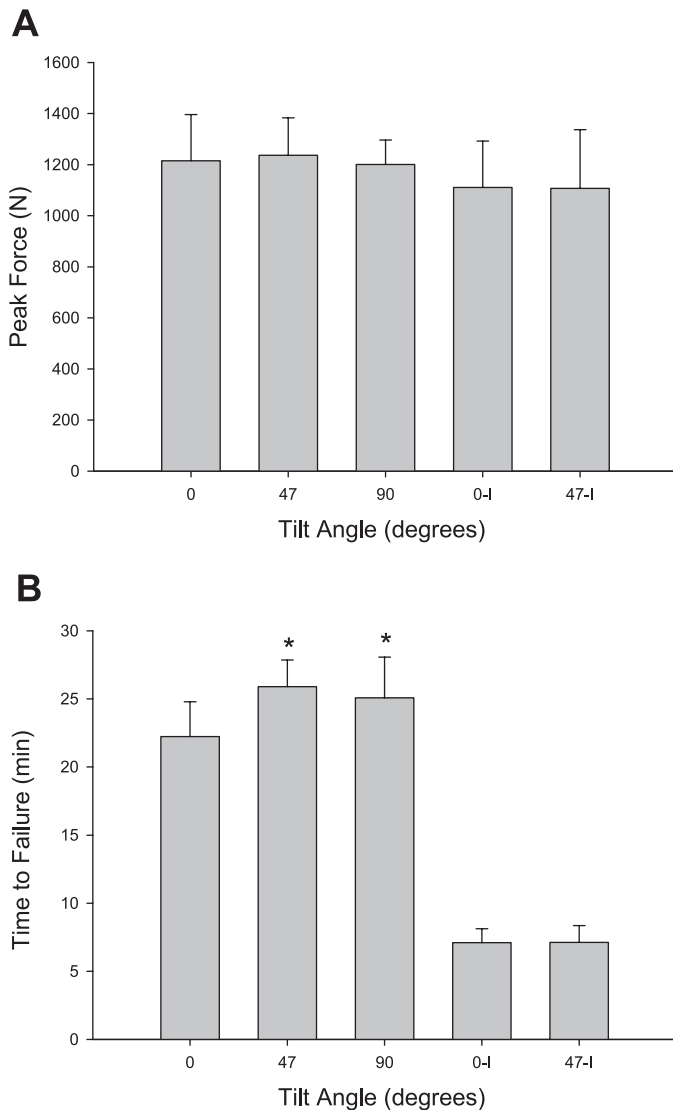 A
1600
1400
1200
1000
800
600
400
200
0
Peak Force (N)
0 47 90 0-I 47-I
Tilt Angle (degrees)
B
30
25
20
15
10
5
0
Time to Failure (min)
* *
0 47 90 0-I 47-I
Tilt Angle (degrees)